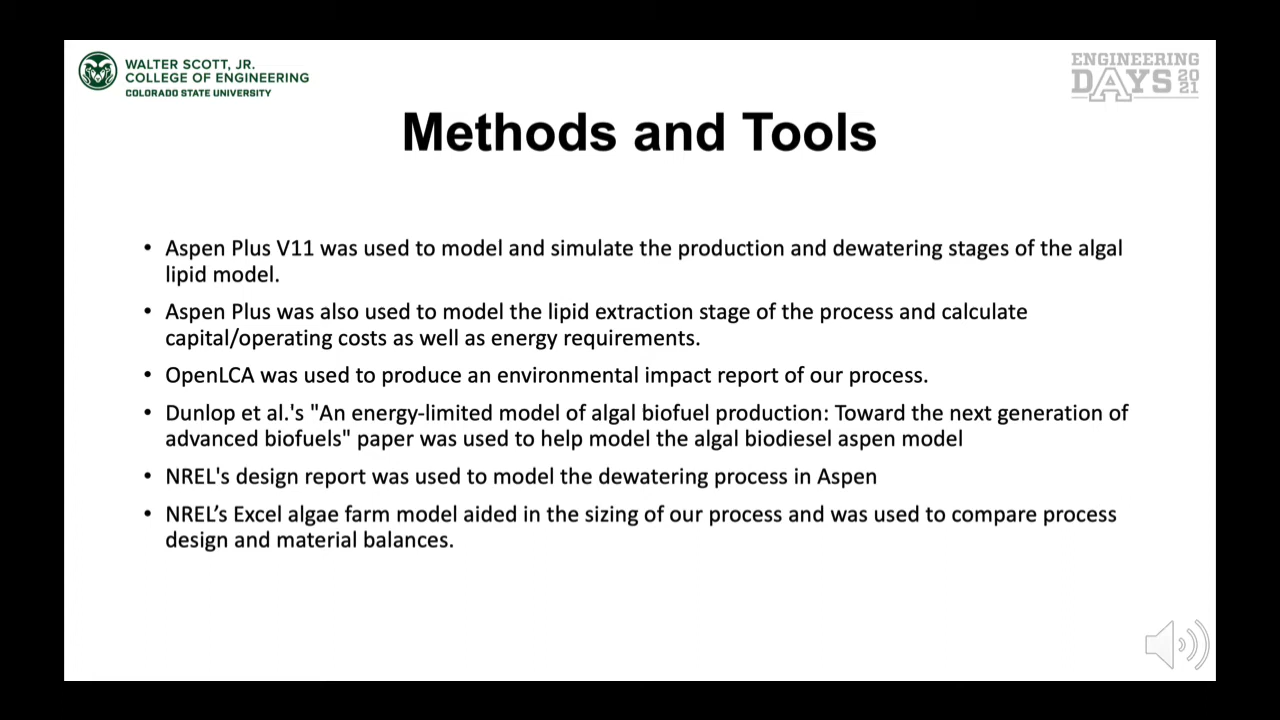 WALTER SCOTT, JR.
COLLEGE OF ENGINEERING
COLORADO STATE UNIVERSITY
ENGINEERING
DAYS 2021
Methods and Tools
• Aspen Plus V11 was used to model and simulate the production and dewatering stages of the algal
lipid model.
• Aspen Plus was also used to model the lipid extraction stage of the process and calculate
capital/operating costs as well as energy requirements.
• OpenLCA was used to produce an environmental impact report of our process.
• Dunlop et al.'s "An energy-limited model of algal biofuel production: Toward the next generation of
advanced biofuels" paper was used to help model the algal biodiesel aspen model
• NREL's design report was used to model the dewatering process in Aspen
• NREL’s Excel algae farm model aided in the sizing of our process and was used to compare process
design and material balances.